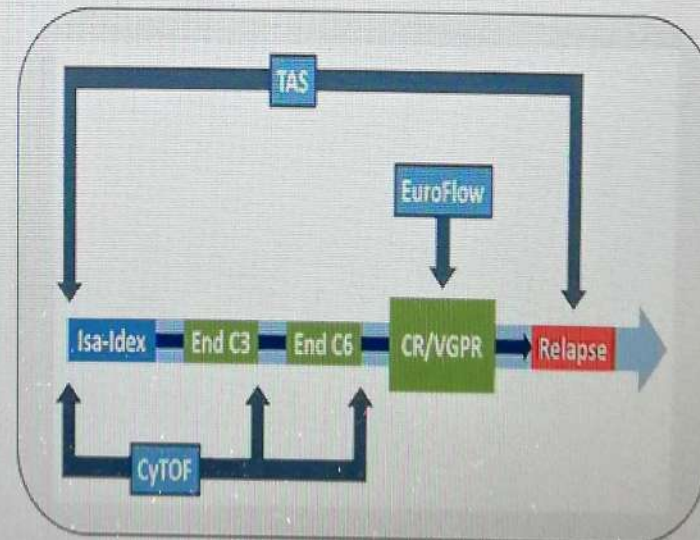 TAS
EuroFlow
Isa-Idex
End C3
End C6
CR/VGPR
Relapse
CyTOF